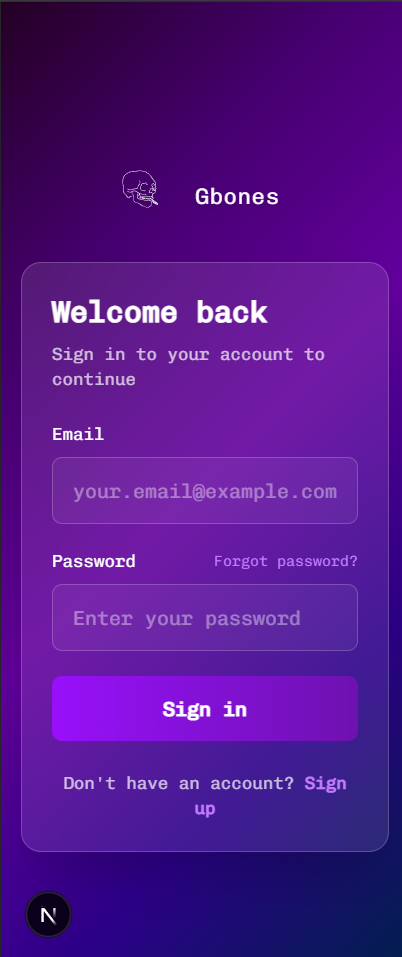 Gbones
Welcome back
Sign in to your account to
continue
Email
your.email@example.com
Password Forgot password?
Enter your password
Sign in
Don't have an account? Sign
up
N